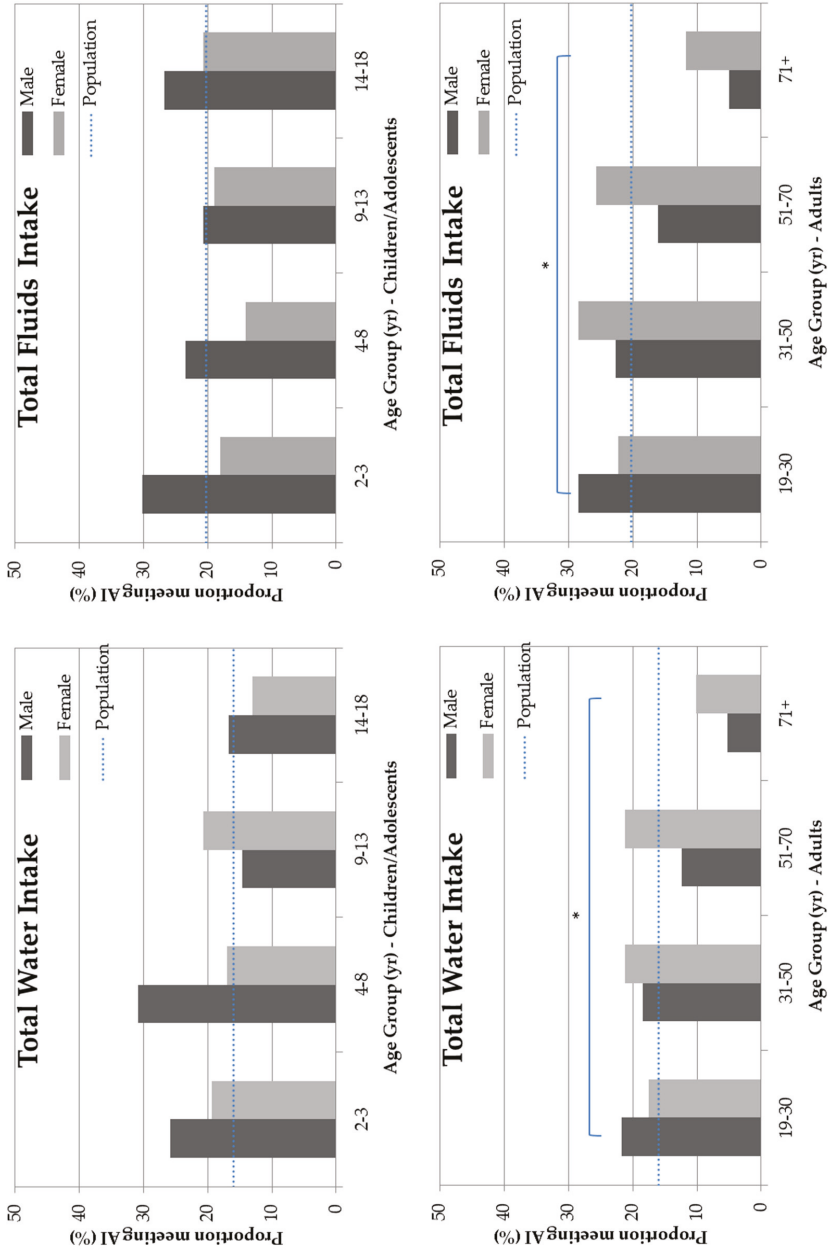 Total Water Intake
Male
Female
Population
Proportion meeting AI (%)
50
40
30
20
10
0
2-3
4-8
9-13
14-18
Age Group (yr) - Children/Adolescents
Total Fluids Intake
Male
Female
Population
Proportion meeting AI (%)
50
40
30
20
10
0
2-3
4-8
9-13
14-18
Age Group (yr) - Children/Adolescents
Total Water Intake
Male
Female
Population
*
Proportion meeting AI (%)
50
40
30
20
10
0
19-30
31-50
51-70
71+
Age Group (yr) - Adults
Total Fluids Intake
Male
Female
Population
*
Proportion meeting AI (%)
50
40
30
20
10
0
19-30
31-50
51-70
71+
Age Group (yr) - Adults